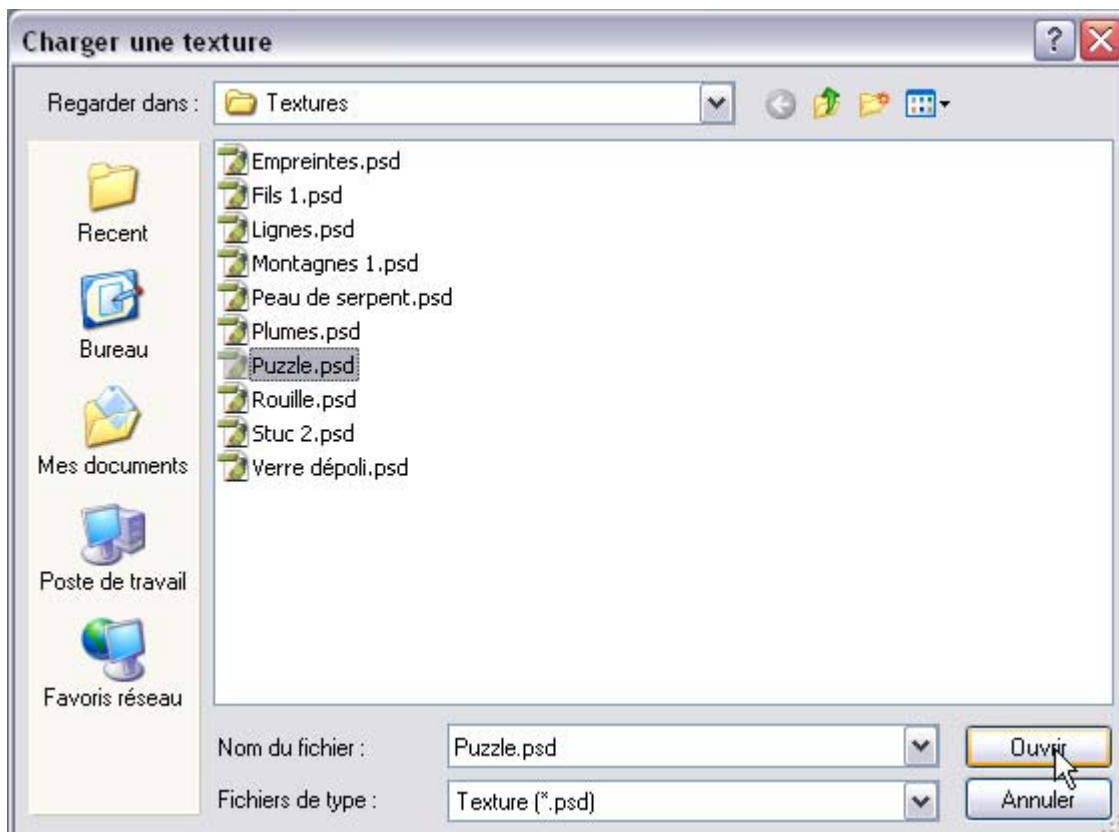 Charger une texture
Regarder dans : Textures
Empreintes.psd
Fils 1.psd
Lignes.psd
Montagnes 1.psd
Peau de serpent.psd
Plumes.psd
Puzzle.psd
Rouille.psd
Stuc 2.psd
Verre dépoli.psd
Recent
Bureau
Mes documents
Poste de travail
Favoris réseau
Nom du fichier : Puzzle.psd Ouvrir
Fichiers de type : Texture (*.psd) Annuler